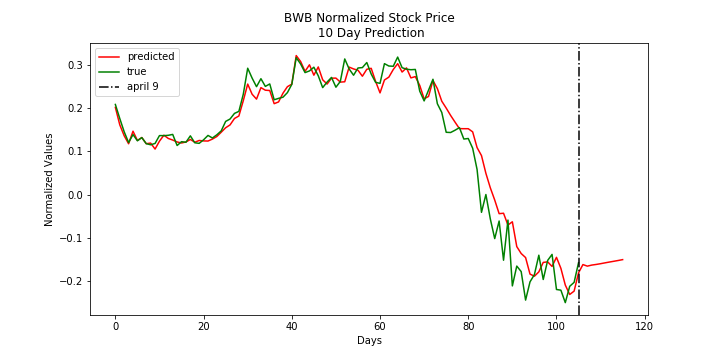 BWB Normalized Stock Price
10 Day Prediction
predicted
true
april 9
Normalized Values
0.3
0.2
0.1
0.0
−0.1
−0.2
0 20 40 60 80 100 120
Days